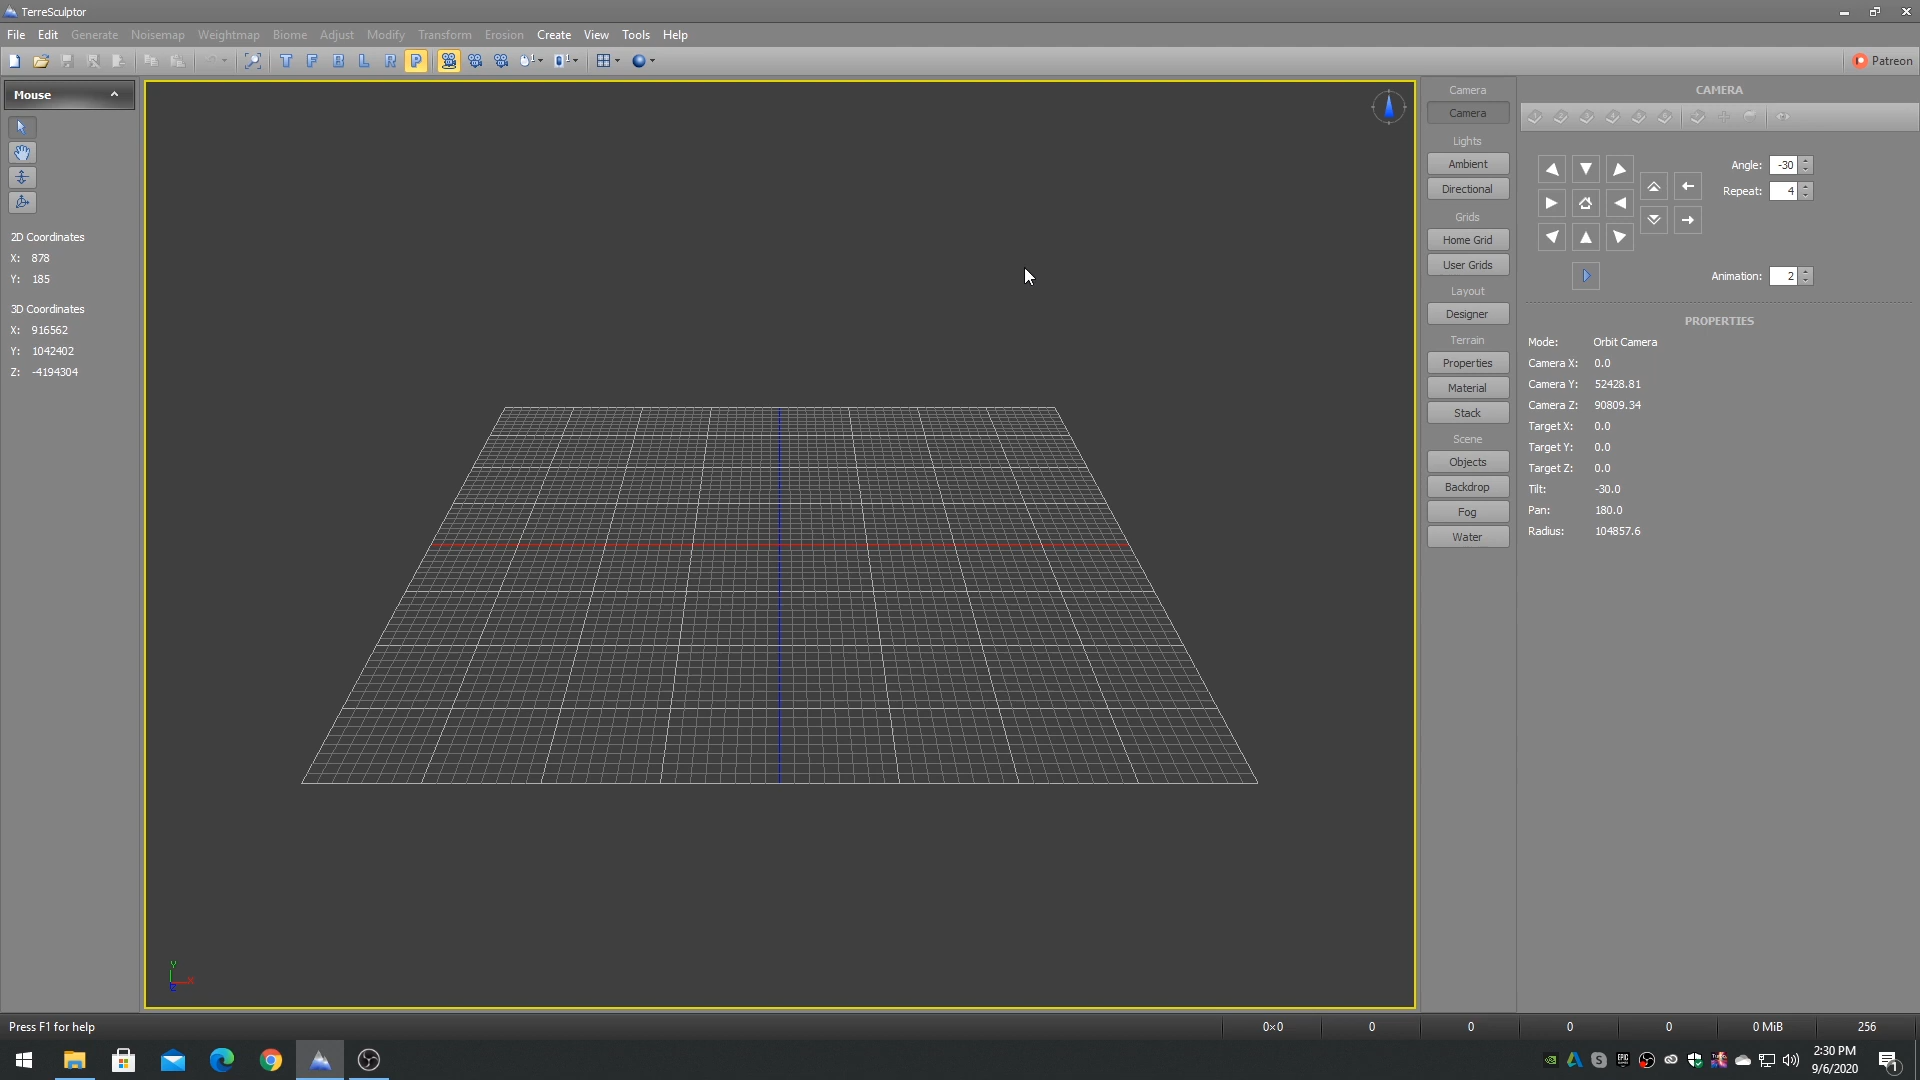 TerreSculptor
File Edit Generate Noisemap Weightmap Biome Adjust Modify Transform Erosion Create View Tools Help
T F B L R P 1 1 Patreon
Mouse
2D Coordinates
X: 878
Y: 185
3D Coordinates
X: 916562
Y: 1042402
Z: -4194304
Y
X
Z
Camera
Camera
Lights
Ambient
Directional
Grids
Home Grid
User Grids
Layout
Designer
Terrain
Properties
Material
Stack
Scene
Objects
Backdrop
Fog
Water
CAMERA
Angle: -30
Repeat: 4
Animation: 2
PROPERTIES
Mode: Orbit Camera
Camera X: 0.0
Camera Y: 52428.81
Camera Z: 90809.34
Target X: 0.0
Target Y: 0.0
Target Z: 0.0
Tilt: -30.0
Pan: 180.0
Radius: 104857.6
Press F1 for help 0×0 0 0 0 0 0 MiB 256
2:30 PM
9/6/2020
1